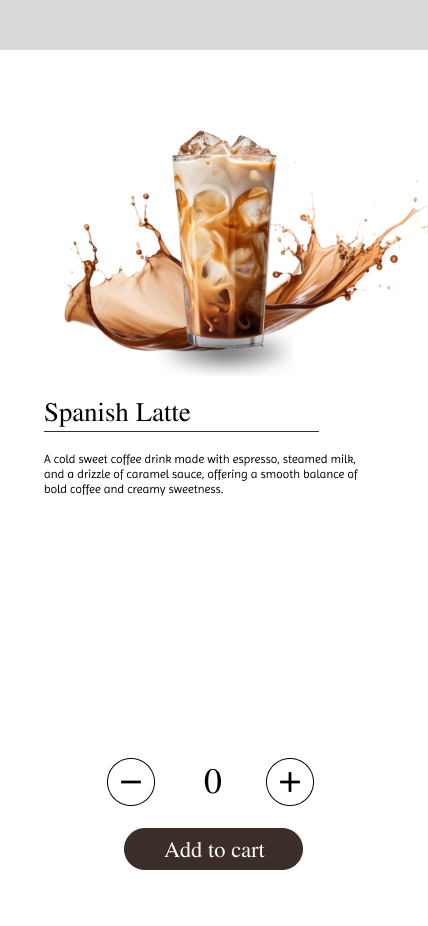 Spanish Latte
A cold sweet coffee drink made with espresso, steamed milk,
and a drizzle of caramel sauce, offering a smooth balance of
bold coffee and creamy sweetness.
− 0 +
Add to cart